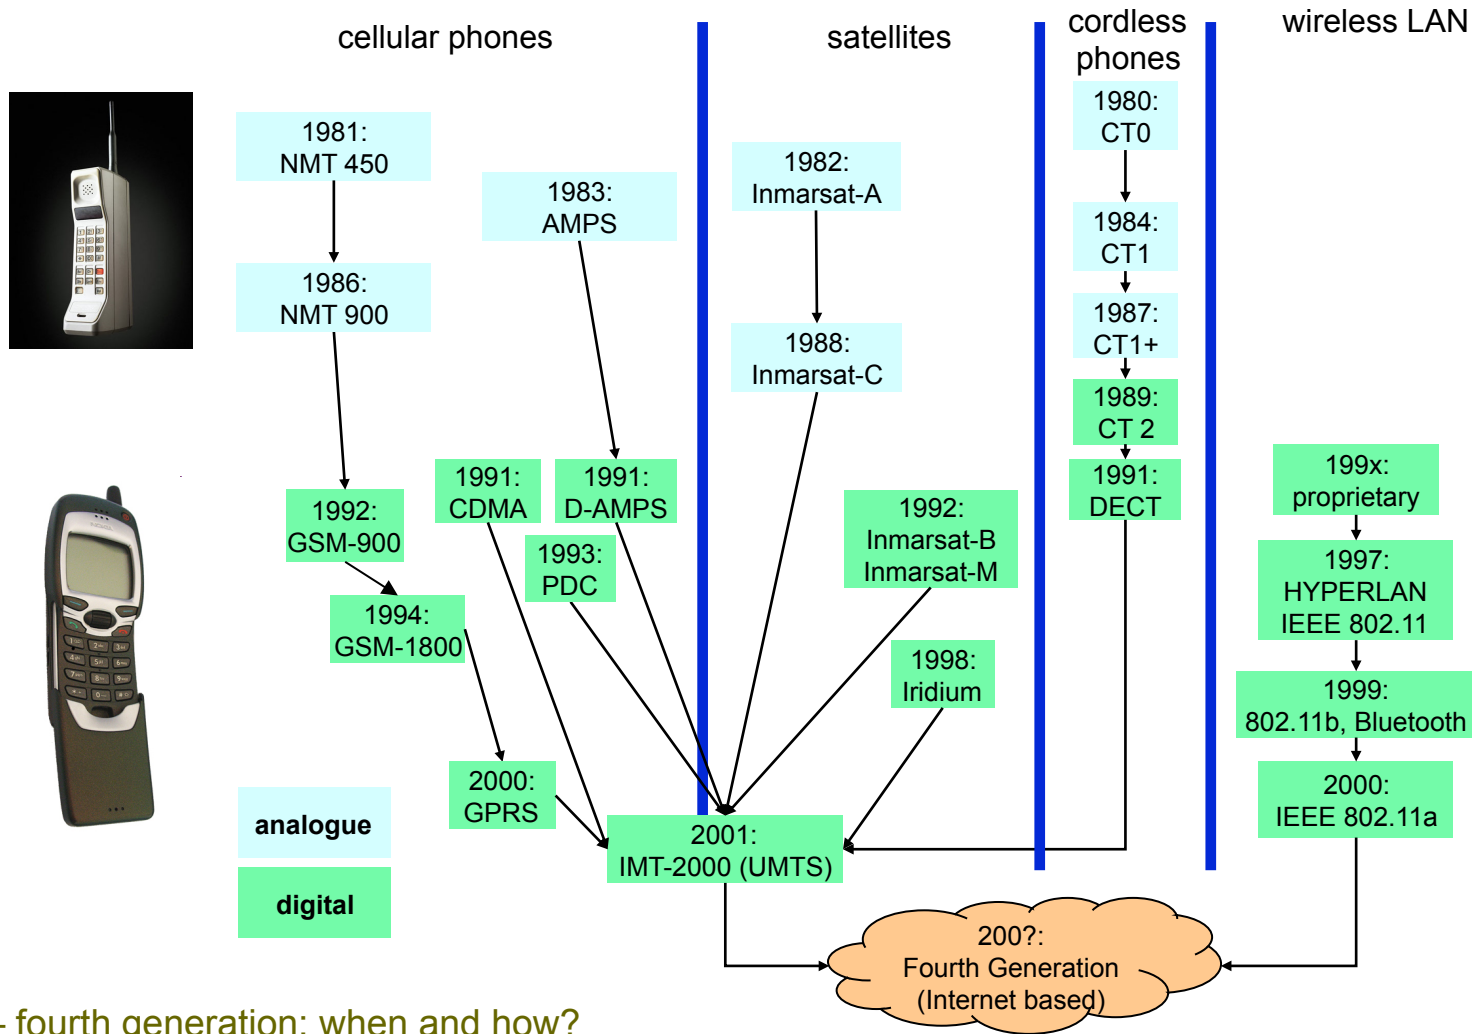 cellular phones
satellites
cordless
phones
wireless LAN
1981:
NMT 450
1986:
NMT 900
1983:
AMPS
1992:
GSM-900
1994:
GSM-1800
2000:
GPRS
1991:
CDMA
1991:
D-AMPS
1993:
PDC
1982:
Inmarsat-A
1988:
Inmarsat-C
1992:
Inmarsat-B
Inmarsat-M
1998:
Iridium
1980:
CT0
1984:
CT1
1987:
CT1+
1989:
CT 2
1991:
DECT
199x:
proprietary
1997:
HYPERLAN
IEEE 802.11
1999:
802.11b, Bluetooth
2000:
IEEE 802.11a
2001:
IMT-2000 (UMTS)
analogue
digital
200?:
Fourth Generation
(Internet based)
- fourth generation: when and how?